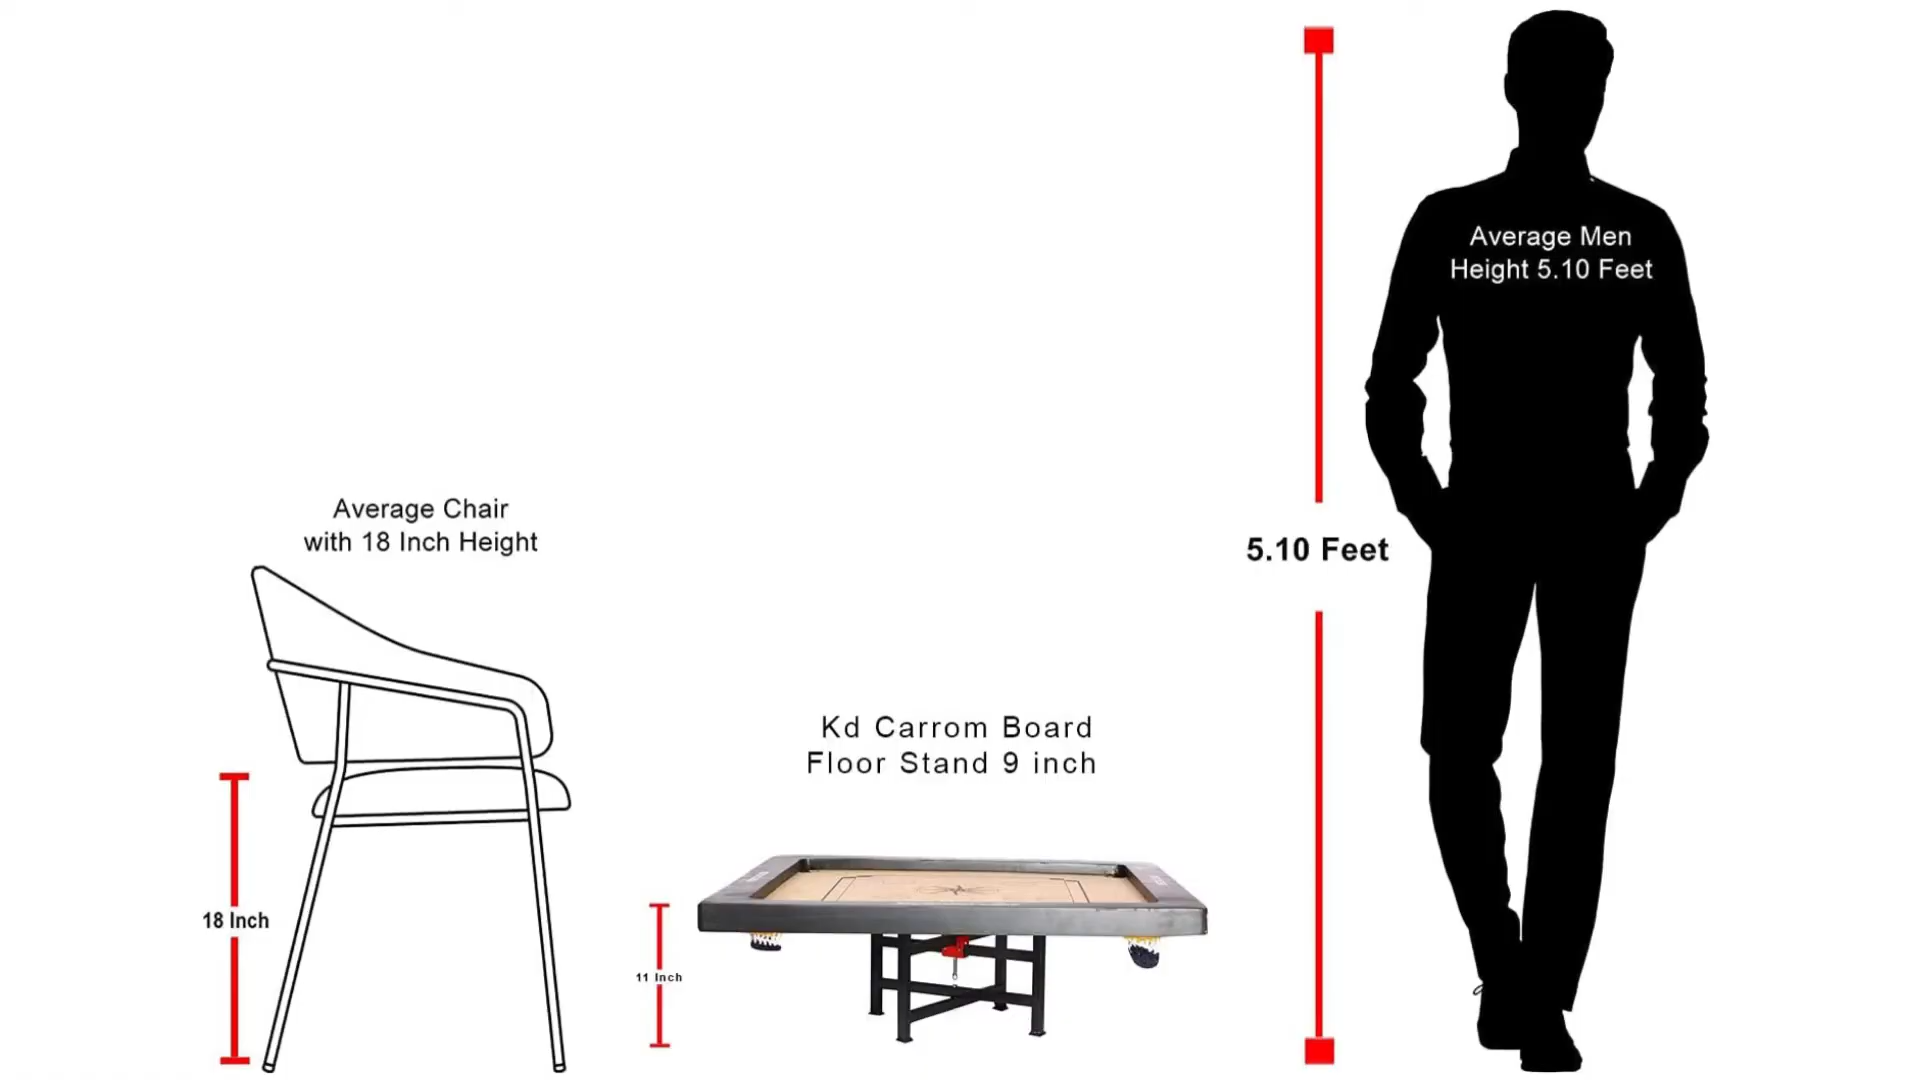 Average Men
Height 5.10 Feet
Average Chair
with 18 Inch Height
5.10 Feet
Kd Carrom Board
Floor Stand 9 inch
18 Inch
11 Inch